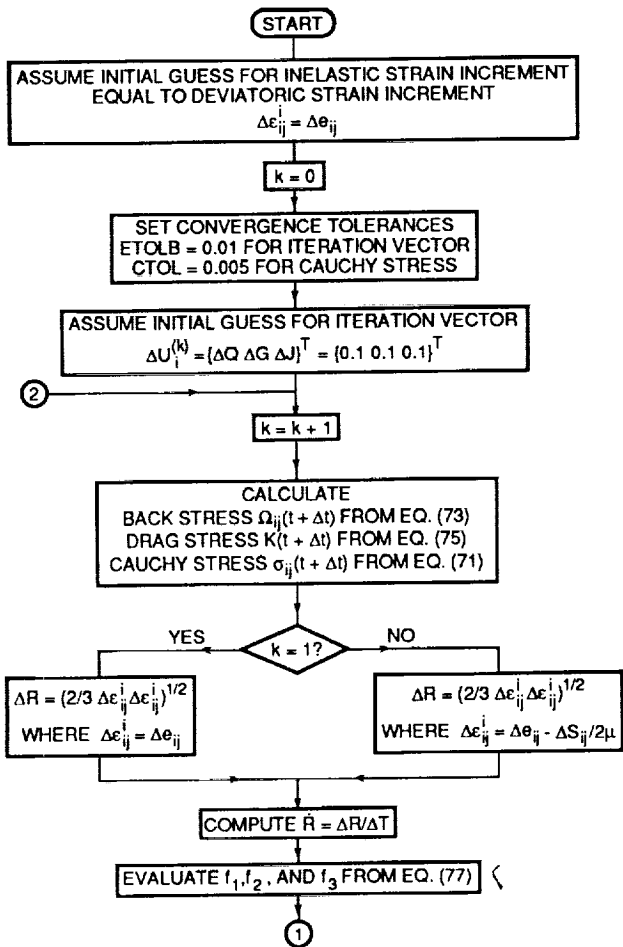 START
ASSUME INITIAL GUESS FOR INELASTIC STRAIN INCREMENT
EQUAL TO DEVIATORIC STRAIN INCREMENT
Δε^i_ij = Δe_ij
k = 0
SET CONVERGENCE TOLERANCES
ETOLB = 0.01 FOR ITERATION VECTOR
CTOL = 0.005 FOR CAUCHY STRESS
ASSUME INITIAL GUESS FOR ITERATION VECTOR
ΔU_i^(k) = {ΔQ ΔG ΔJ}^T = {0.1 0.1 0.1}^T
2
k = k + 1
CALCULATE
BACK STRESS Ω_ij(t + Δt) FROM EQ. (73)
DRAG STRESS K(t + Δt) FROM EQ. (75)
CAUCHY STRESS σ_ij(t + Δt) FROM EQ. (71)
k = 1?
YES
NO
ΔR = (2/3 Δε^i_ij Δε^i_ij)^1/2
WHERE Δε^i_ij = Δe_ij
ΔR = (2/3 Δε^i_ij Δε^i_ij)^1/2
WHERE Δε^i_ij = Δe_ij - ΔS_ij/2μ
COMPUTE Ṙ = ΔR/ΔT
EVALUATE f_1,f_2, AND f_3 FROM EQ. (77)
1